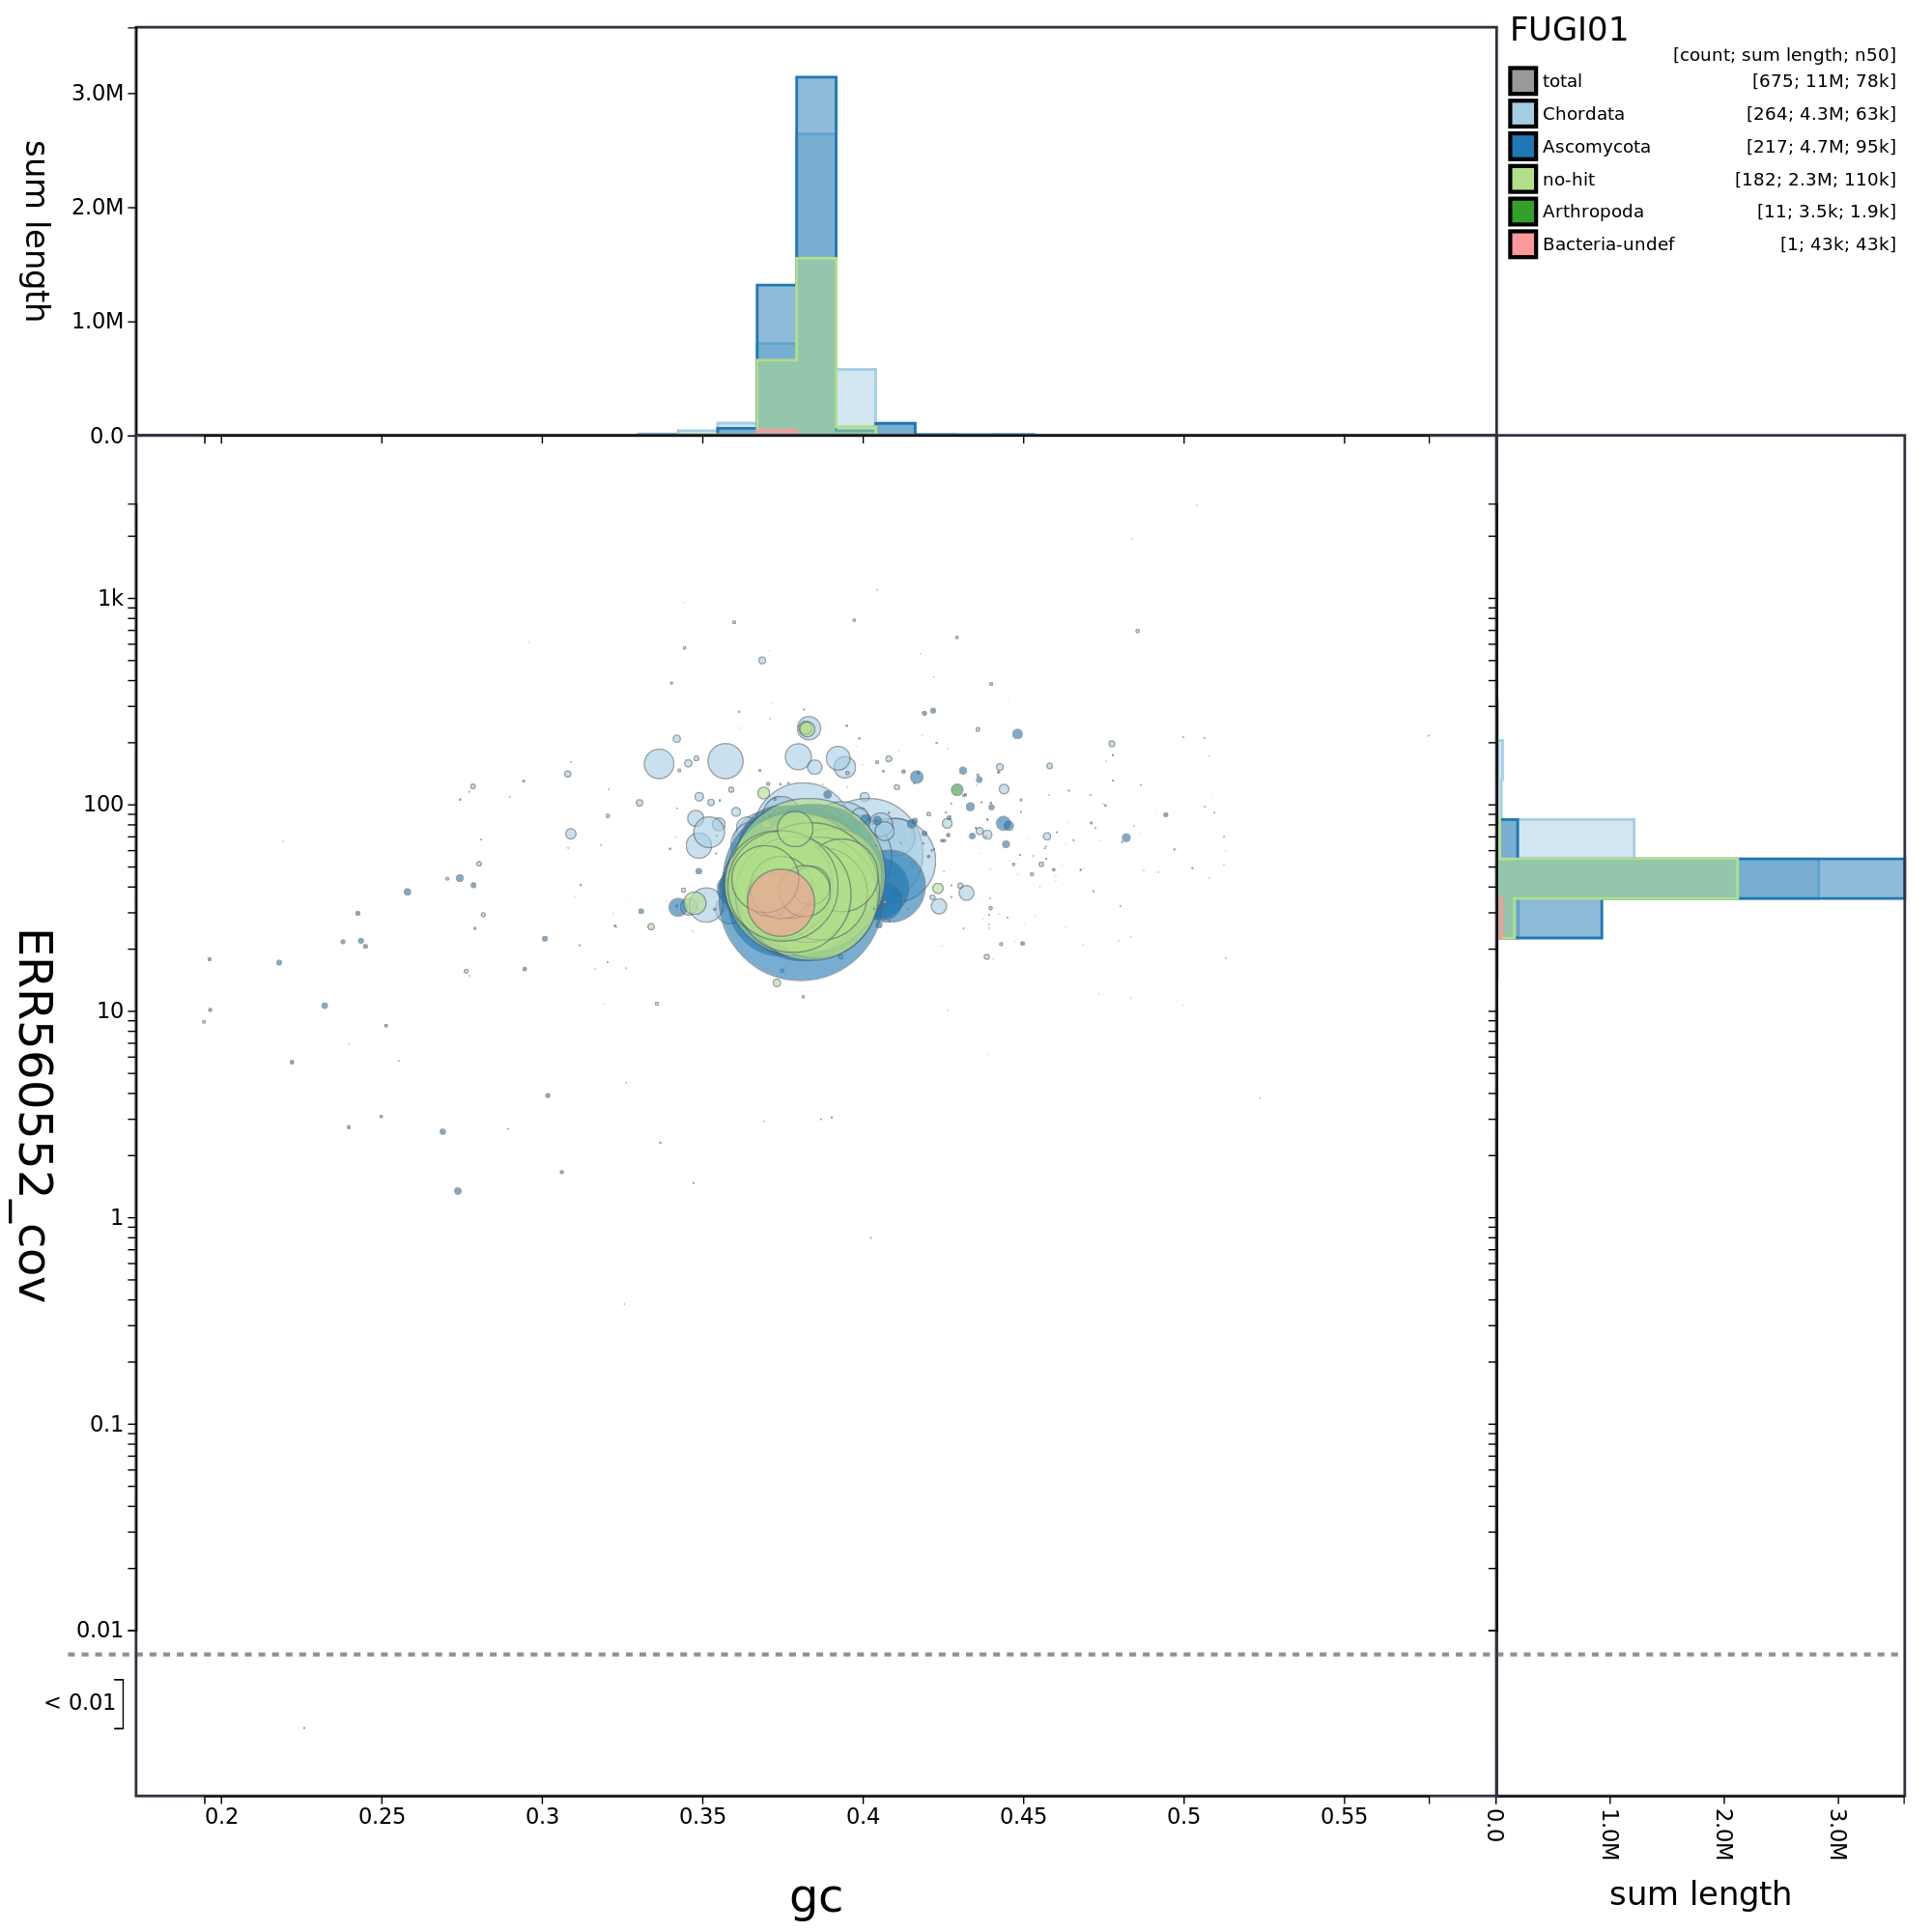 FUGI01
[count; sum length; n50]
total [675; 11M; 78k]
Chordata [264; 4.3M; 63k]
Ascomycota [217; 4.7M; 95k]
no-hit [182; 2.3M; 110k]
Arthropoda [11; 3.5k; 1.9k]
Bacteria-undef [1; 43k; 43k]
sum length
3.0M
2.0M
1.0M
0.0
ERR560552_cov
1k
100
10
1
0.1
0.01
< 0.01
0.2 0.25 0.3 0.35 0.4 0.45 0.5 0.55
gc
0.0 1.0M 2.0M 3.0M
sum length